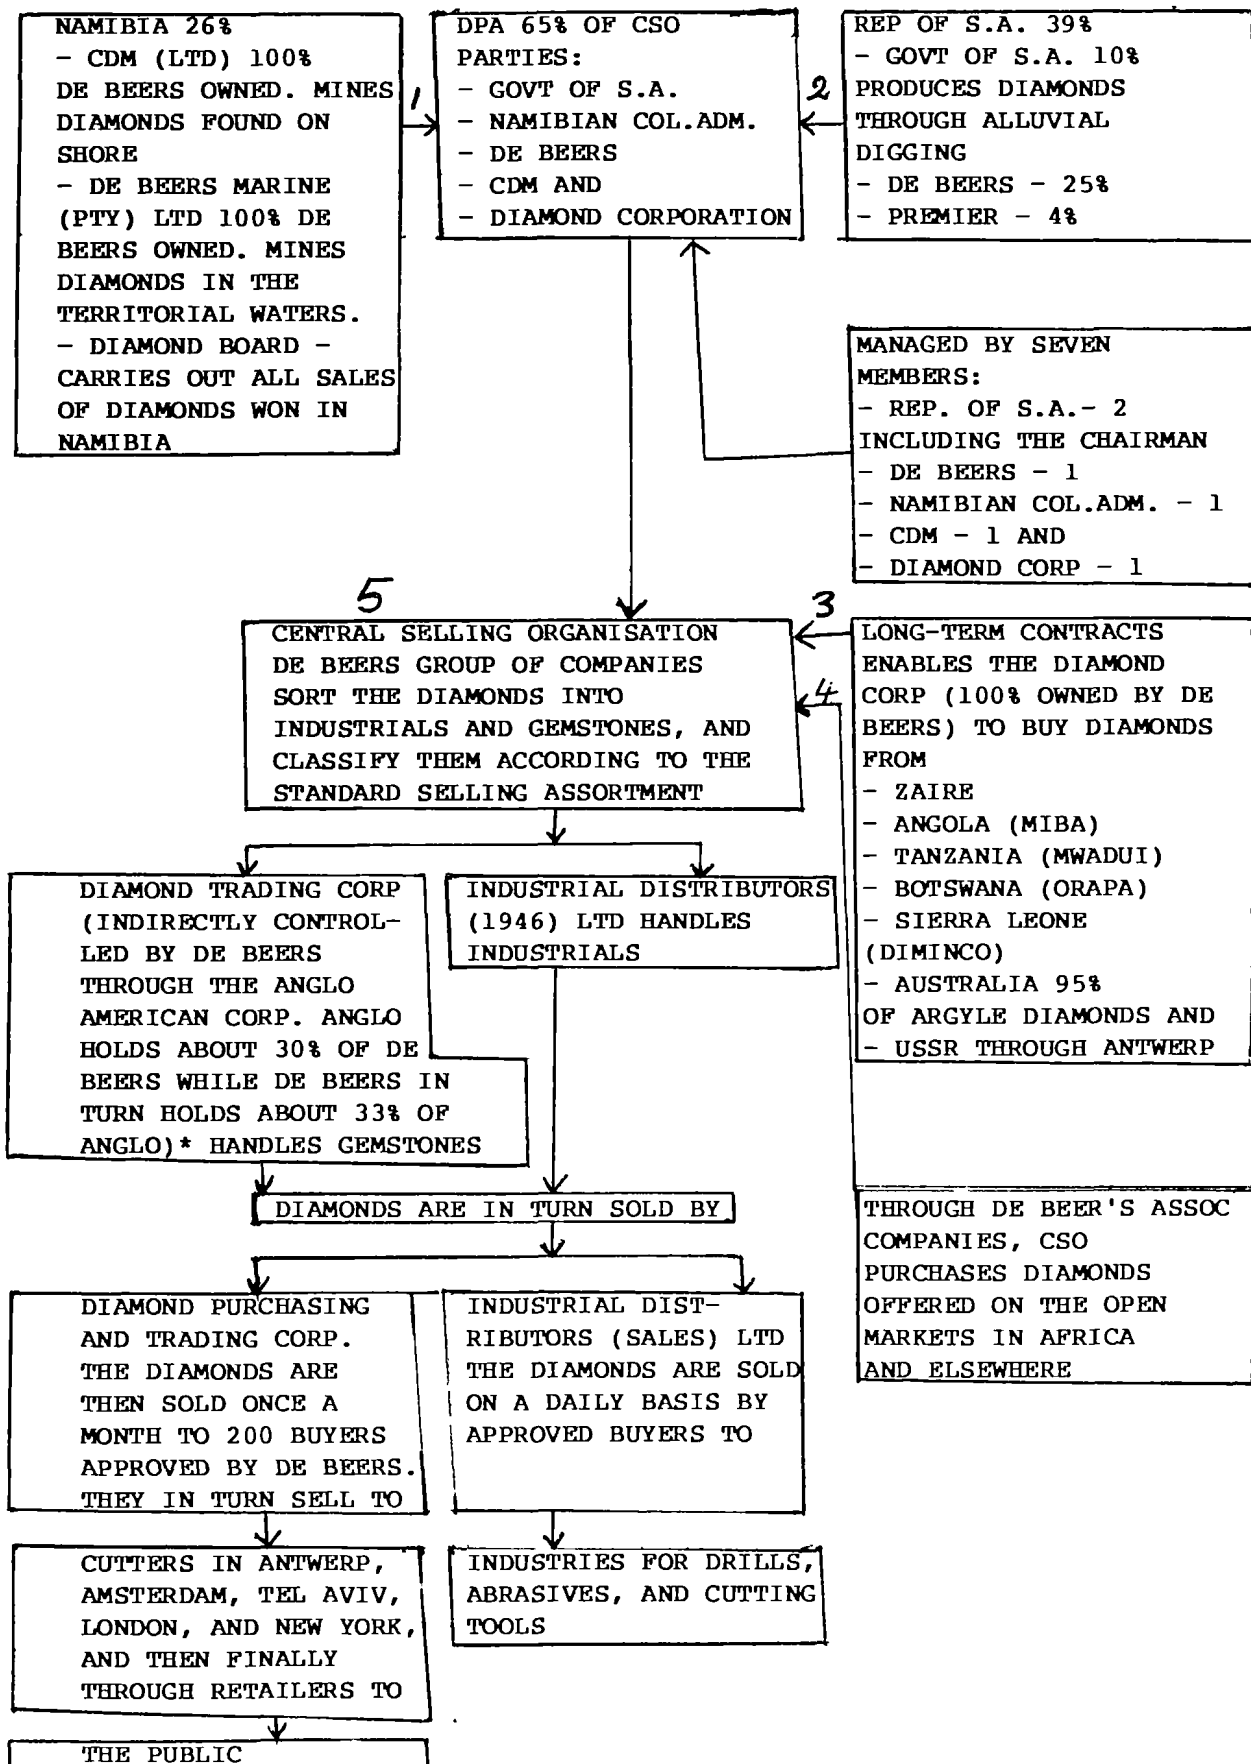 NAMIBIA 26%
- CDM (LTD) 100%
DE BEERS OWNED. MINES
DIAMONDS FOUND ON
SHORE
- DE BEERS MARINE
(PTY) LTD 100% DE
BEERS OWNED. MINES
DIAMONDS IN THE
TERRITORIAL WATERS.
- DIAMOND BOARD -
CARRIES OUT ALL SALES
OF DIAMONDS WON IN
NAMIBIA
1
DPA 65% OF CSO
PARTIES:
- GOVT OF S.A.
- NAMIBIAN COL.ADM.
- DE BEERS
- CDM AND
- DIAMOND CORPORATION
2
REP OF S.A. 39%
- GOVT OF S.A. 10%
PRODUCES DIAMONDS
THROUGH ALLUVIAL
DIGGING
- DE BEERS - 25%
- PREMIER - 4%
MANAGED BY SEVEN
MEMBERS:
- REP. OF S.A.- 2
INCLUDING THE CHAIRMAN
- DE BEERS - 1
- NAMIBIAN COL.ADM. - 1
- CDM - 1 AND
- DIAMOND CORP - 1
5
CENTRAL SELLING ORGANISATION
DE BEERS GROUP OF COMPANIES
SORT THE DIAMONDS INTO
INDUSTRIALS AND GEMSTONES, AND
CLASSIFY THEM ACCORDING TO THE
STANDARD SELLING ASSORTMENT
3
4
LONG-TERM CONTRACTS
ENABLES THE DIAMOND
CORP (100% OWNED BY DE
BEERS) TO BUY DIAMONDS
FROM
- ZAIRE
- ANGOLA (MIBA)
- TANZANIA (MWADUI)
- BOTSWANA (ORAPA)
- SIERRA LEONE
(DIMINCO)
- AUSTRALIA 95%
OF ARGYLE DIAMONDS AND
- USSR THROUGH ANTWERP
DIAMOND TRADING CORP
(INDIRECTLY CONTROL-
LED BY DE BEERS
THROUGH THE ANGLO
AMERICAN CORP. ANGLO
HOLDS ABOUT 30% OF DE
BEERS WHILE DE BEERS IN
TURN HOLDS ABOUT 33% OF
ANGLO)* HANDLES GEMSTONES
INDUSTRIAL DISTRIBUTORS
(1946) LTD HANDLES
INDUSTRIALS
DIAMONDS ARE IN TURN SOLD BY
THROUGH DE BEER'S ASSOC
COMPANIES, CSO
PURCHASES DIAMONDS
OFFERED ON THE OPEN
MARKETS IN AFRICA
AND ELSEWHERE
DIAMOND PURCHASING
AND TRADING CORP.
THE DIAMONDS ARE
THEN SOLD ONCE A
MONTH TO 200 BUYERS
APPROVED BY DE BEERS.
THEY IN TURN SELL TO
INDUSTRIAL DIST-
RIBUTORS (SALES) LTD
THE DIAMONDS ARE SOLD
ON A DAILY BASIS BY
APPROVED BUYERS TO
CUTTERS IN ANTWERP,
AMSTERDAM, TEL AVIV,
LONDON, AND NEW YORK,
AND THEN FINALLY
THROUGH RETAILERS TO
INDUSTRIES FOR DRILLS,
ABRASIVES, AND CUTTING
TOOLS
THE PUBLIC